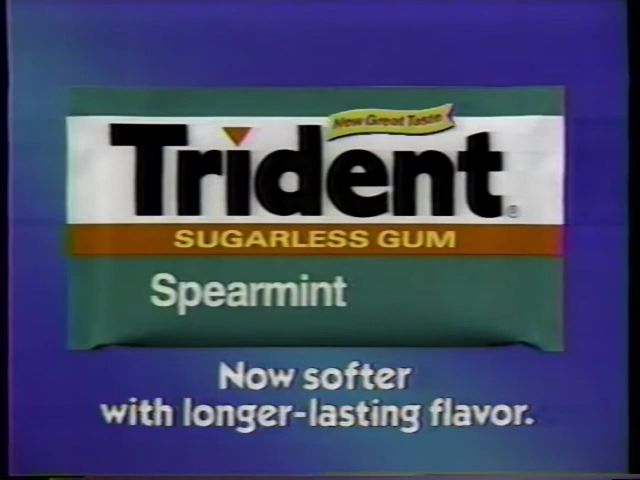 New Great Taste
Trident®
SUGARLESS GUM
Spearmint
Now softer
with longer-lasting flavor.